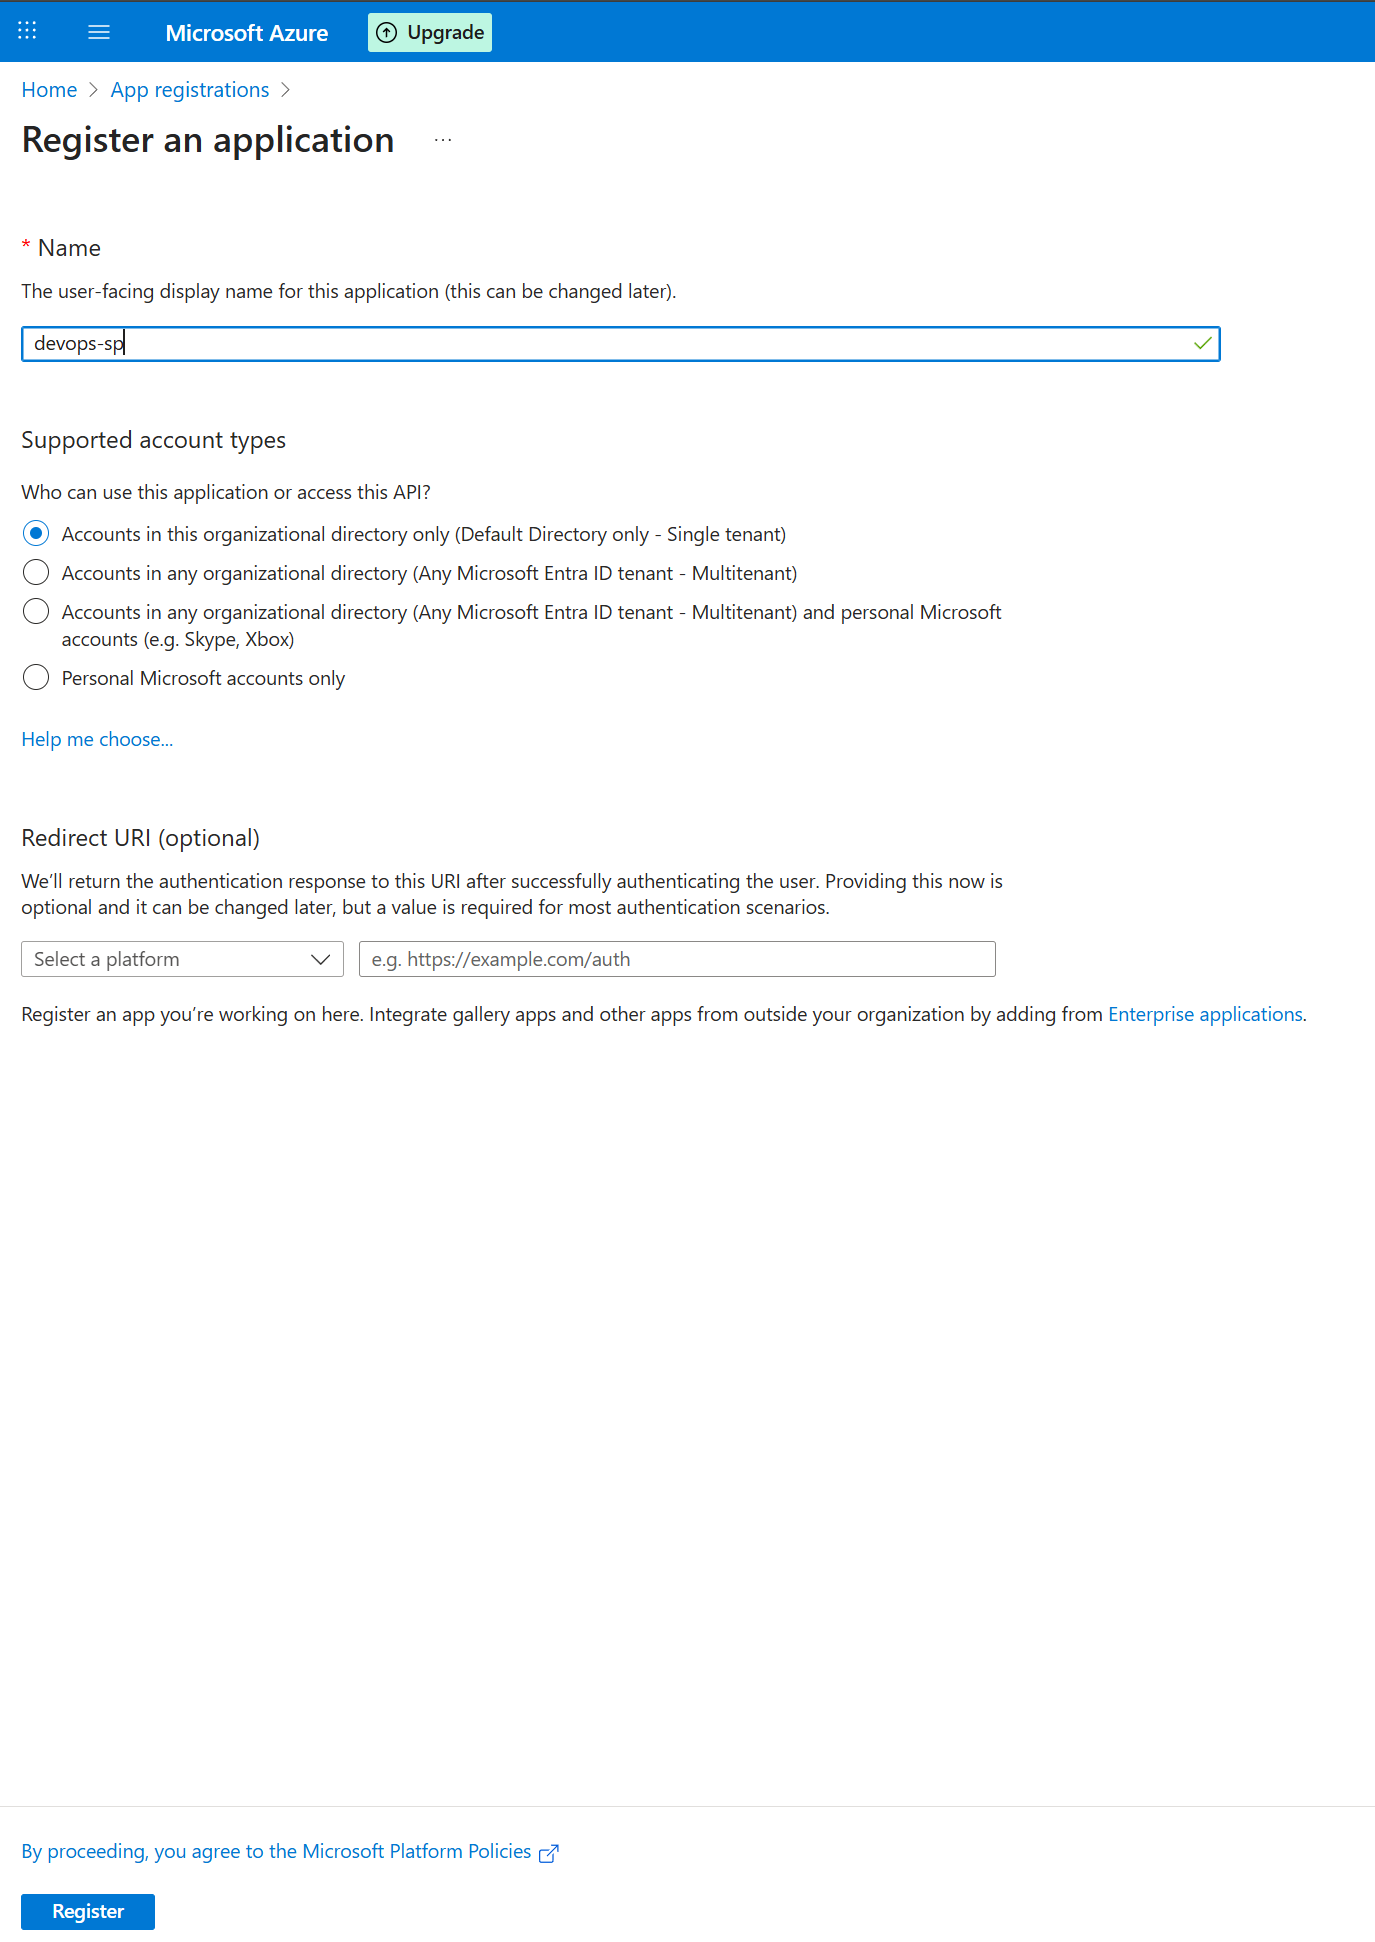 Microsoft Azure
Upgrade
Home > App registrations >
Register an application ...
* Name
The user-facing display name for this application (this can be changed later).
devops-sp
Supported account types
Who can use this application or access this API?
Accounts in this organizational directory only (Default Directory only - Single tenant)
Accounts in any organizational directory (Any Microsoft Entra ID tenant - Multitenant)
Accounts in any organizational directory (Any Microsoft Entra ID tenant - Multitenant) and personal Microsoft
accounts (e.g. Skype, Xbox)
Personal Microsoft accounts only
Help me choose...
Redirect URI (optional)
We'll return the authentication response to this URI after successfully authenticating the user. Providing this now is
optional and it can be changed later, but a value is required for most authentication scenarios.
Select a platform
e.g. https://example.com/auth
Register an app you're working on here. Integrate gallery apps and other apps from outside your organization by adding from Enterprise applications.
By proceeding, you agree to the Microsoft Platform Policies
Register